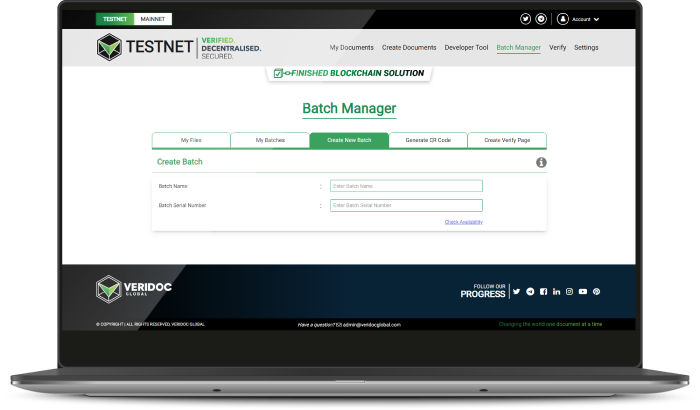 TESTNET MAINNET
Account
TESTNET VERIFIED.
DECENTRALISED.
SECURED.
My Documents Create Documents Developer Tool Batch Manager Verify Settings
FINISHED BLOCKCHAIN SOLUTION
Batch Manager
My Files My Batches Create New Batch Generate QR Code Create Verify Page
Create Batch
Batch Name : Enter Batch Name
Batch Serial Number : Enter Batch Serial Number
Check Availability
VERIDOC
GLOBAL
FOLLOW OUR
PROGRESS
© COPYRIGHT | ALL RIGHTS RESERVED, VERIDOC GLOBAL Have a question? admin@veridocglobal.com Changing the world one document at a time